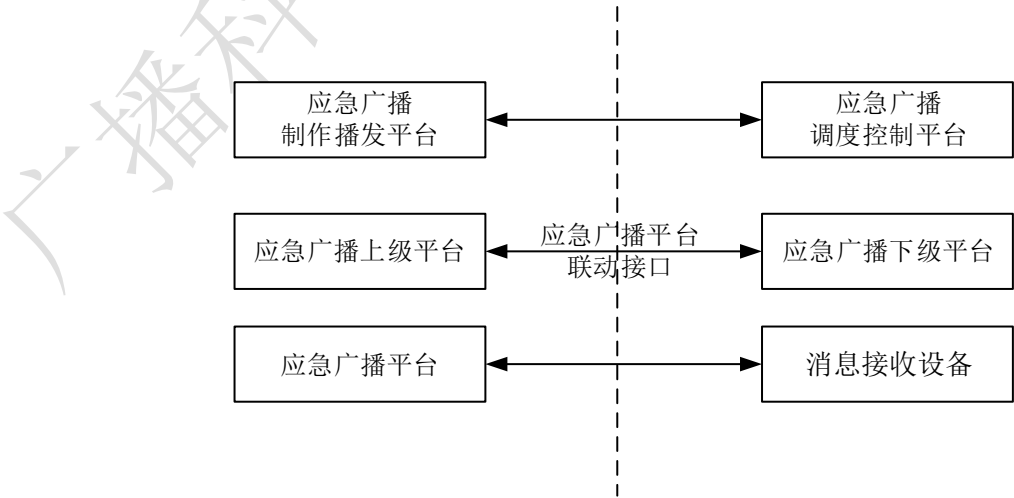 广播科
应急广播
制作播发平台
应急广播
调度控制平台
应急广播上级平台
应急广播平台
联动接口
应急广播下级平台
应急广播平台
消息接收设备